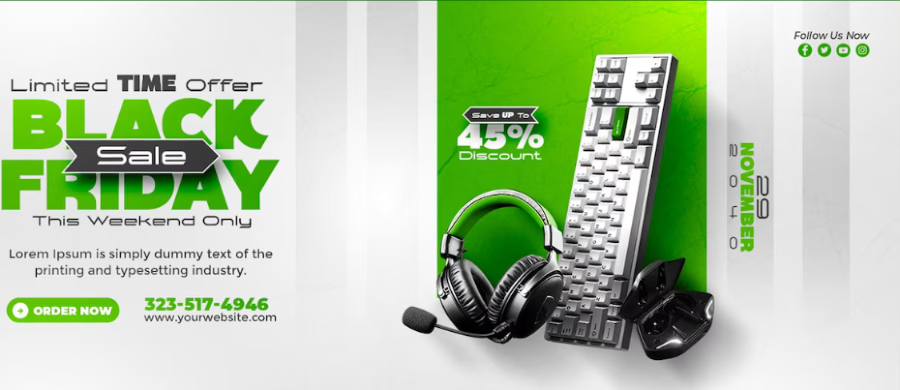 Follow Us Now
Limited TIME Offer
BLACK
Sale
FRIDAY
This Weekend Only
Lorem Ipsum is simply dummy text of the
printing and typesetting industry.
ORDER NOW
323-517-4946
www.yourwebsite.com
Save UP To
45%
Discount
29
NOVEMBER
2040